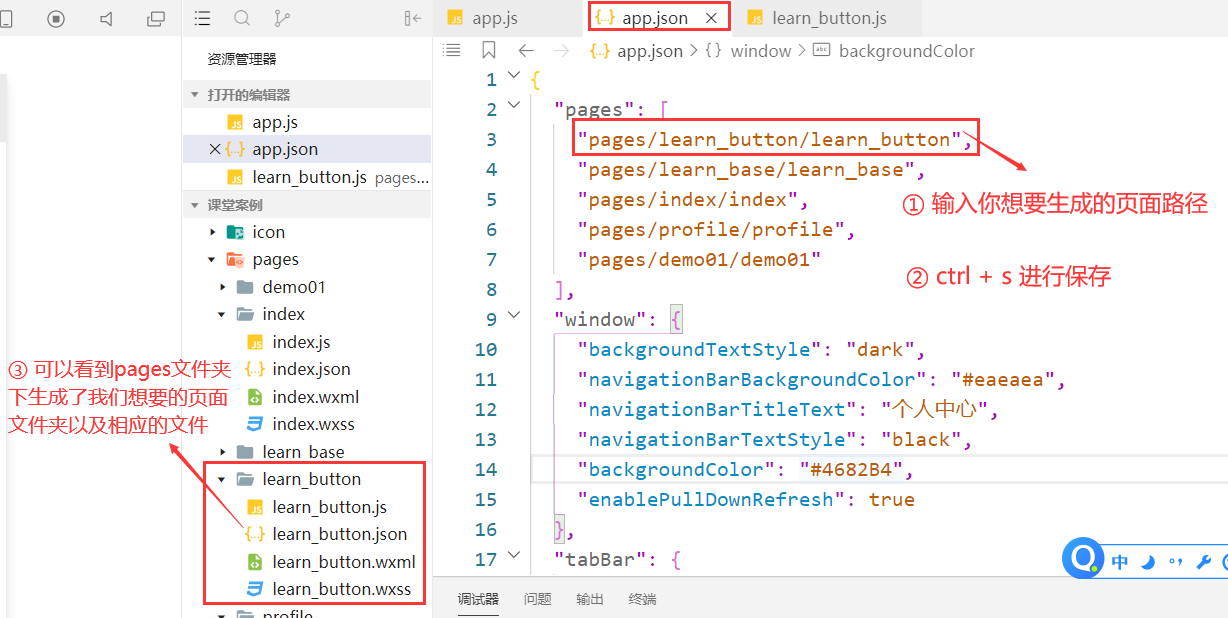 app.js
app.json
learn_button.js
资源管理器
app.json
window
backgroundColor
打开的编辑器
app.js
app.json
learn_button.js pages...
课堂案例
icon
pages
demo01
index
index.js
index.json
index.wxml
index.wxss
learn_base
learn_button
learn_button.js
learn_button.json
learn_button.wxml
learn_button.wxss
profile
③ 可以看到pages文件夹
下生成了我们想要的页面
文件夹以及相应的文件
1 {
2 "pages": [
3 "pages/learn_button/learn_button",
4 "pages/learn_base/learn_base",
5 "pages/index/index",
6 "pages/profile/profile",
7 "pages/demo01/demo01"
8 ],
9 "window": {
10 "backgroundTextStyle": "dark",
11 "navigationBarBackgroundColor": "#eaeaea",
12 "navigationBarTitleText": "个人中心",
13 "navigationBarTextStyle": "black",
14 "backgroundColor": "#4682B4",
15 "enablePullDownRefresh": true
16 },
17 "tabBar": {
① 输入你想要生成的页面路径
② ctrl + s 进行保存
中
调试器 问题 输出 终端